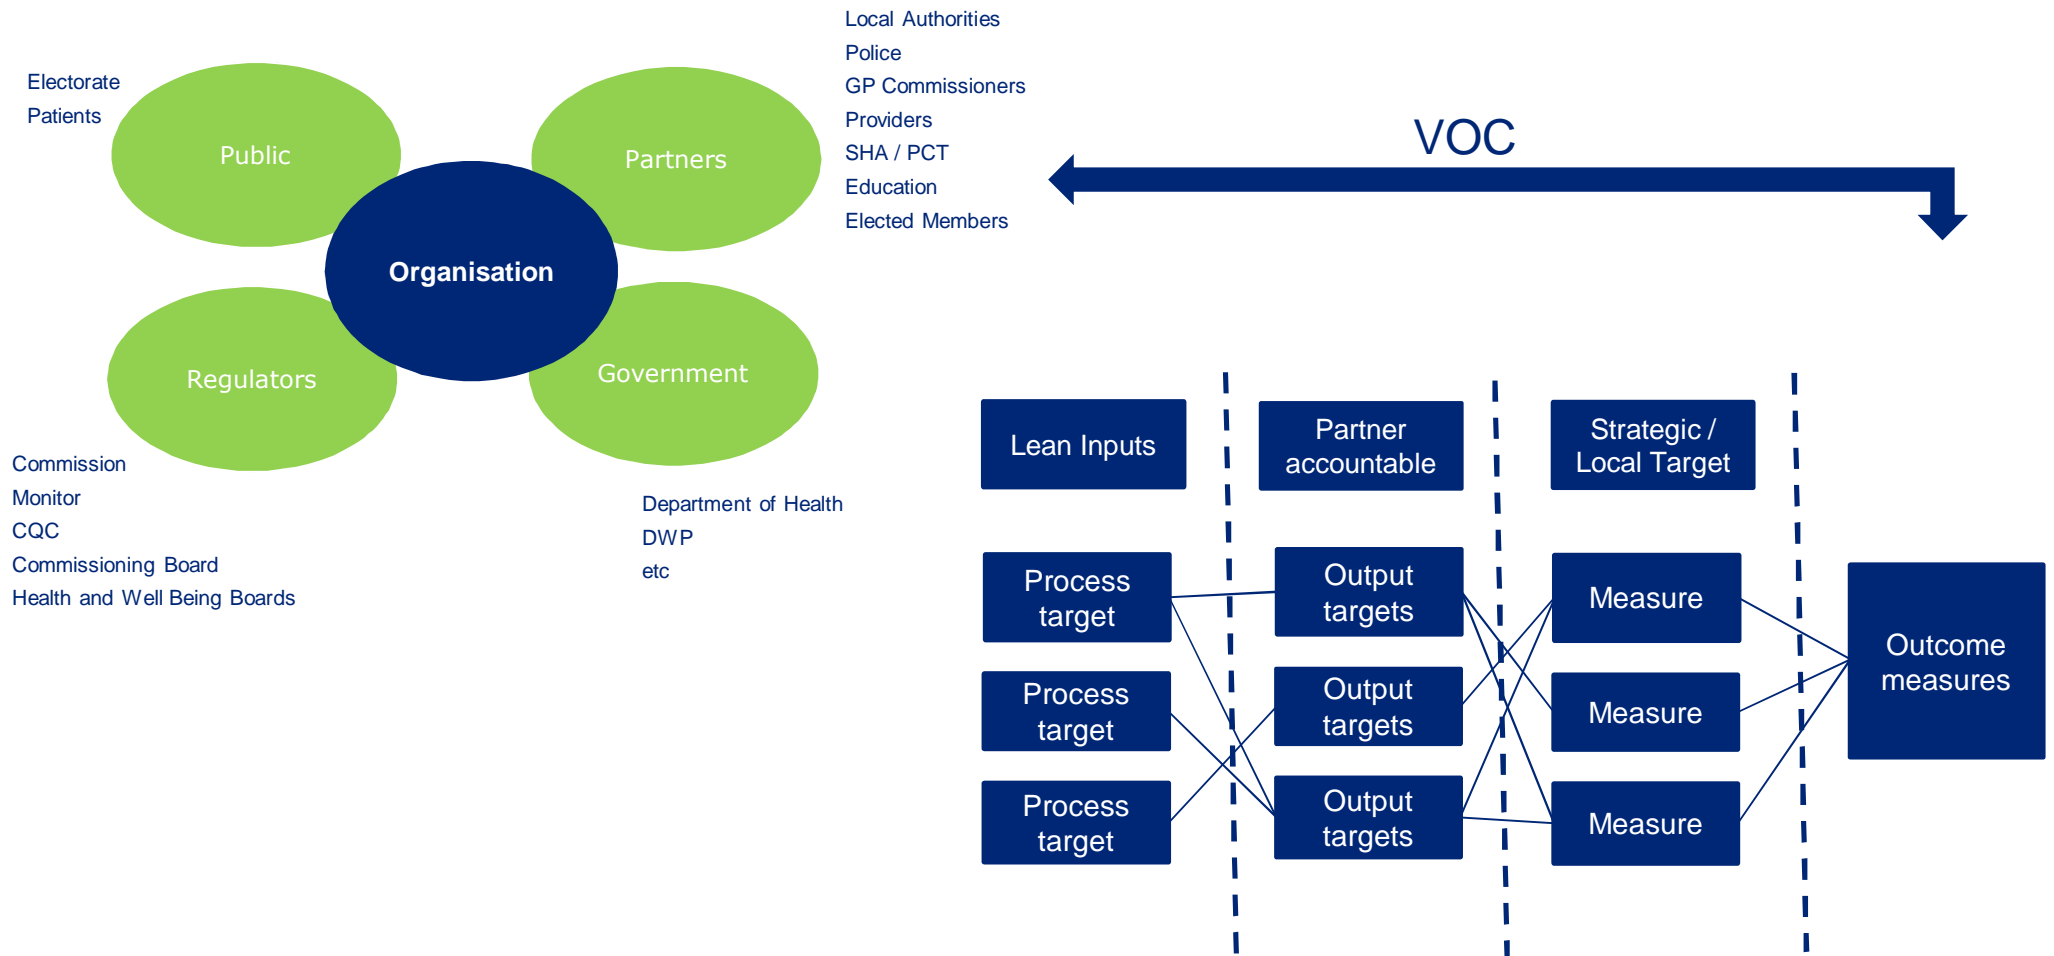 Electorate
Patients
Public
Partners
Organisation
Regulators
Government
Local Authorities
Police
GP Commissioners
Providers
SHA / PCT
Education
Elected Members
Commission
Monitor
CQC
Commissioning Board
Health and Well Being Boards
Department of Health
DWP
etc
VOC
Lean Inputs
Partner
accountable
Strategic /
Local Target
Process
target
Output
targets
Measure
Process
target
Output
targets
Measure
Process
target
Output
targets
Measure
Outcome
measures